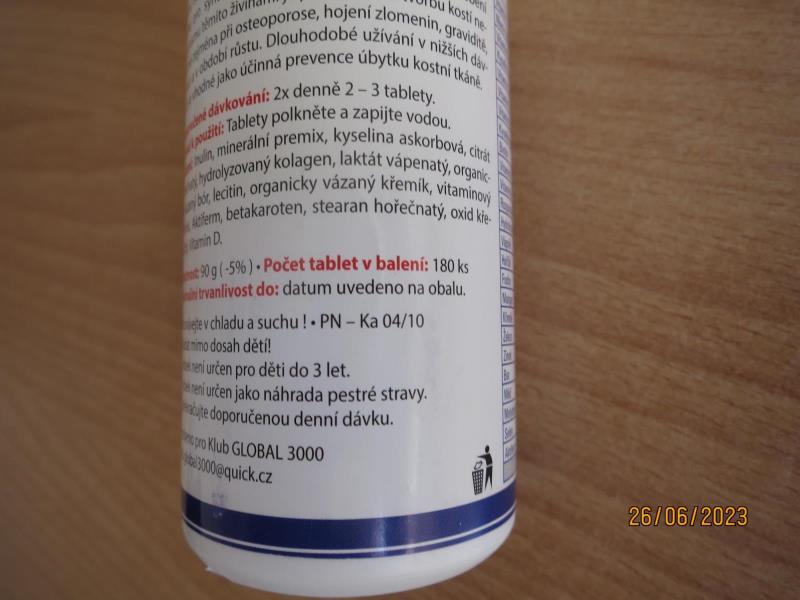 tvorbu kostí ne-
těmito živinami
při osteoporose, hojení zlomenin, graviditě,
v období růstu. Dlouhodobé užívání v nižších dáv-
vhodné jako účinná prevence úbytku kostní tkáně.
dávkování: 2x denně 2 – 3 tablety.
k použití: Tablety polkněte a zapijte vodou.
inulin, minerální premix, kyselina askorbová, citrát
hydrolyzovaný kolagen, laktát vápenatý, organic-
bór, lecitin, organicky vázaný křemík, vitaminový
Aktiferm, betakaroten, stearan hořečnatý, oxid kře-
vitamin D.
90 g ( -5% ) • Počet tablet v balení: 180 ks
trvanlivost do: datum uvedeno na obalu.
v chladu a suchu ! • PN – Ka 04/10
mimo dosah dětí!
není určen pro děti do 3 let.
není určen jako náhrada pestré stravy.
doporučenou denní dávku.
pro Klub GLOBAL 3000
global3000@quick.cz
26/06/2023